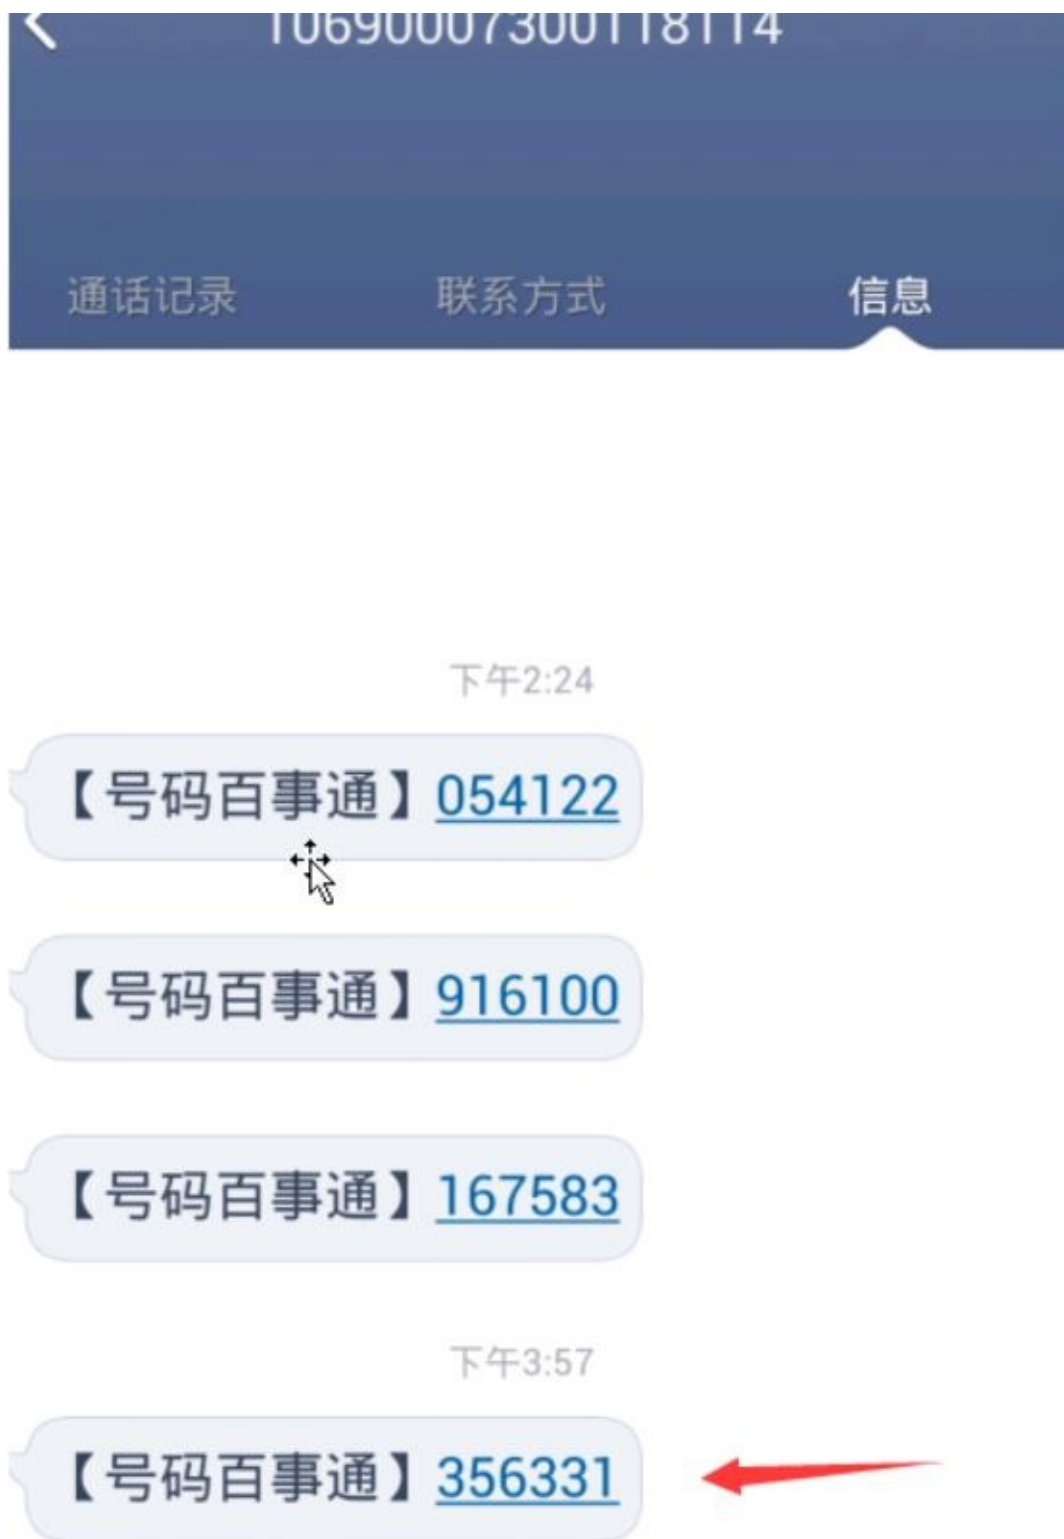 10690007300118114
通话记录 联系方式 信息
下午2:24
【号码百事通】054122
【号码百事通】916100
【号码百事通】167583
下午3:57
【号码百事通】356331